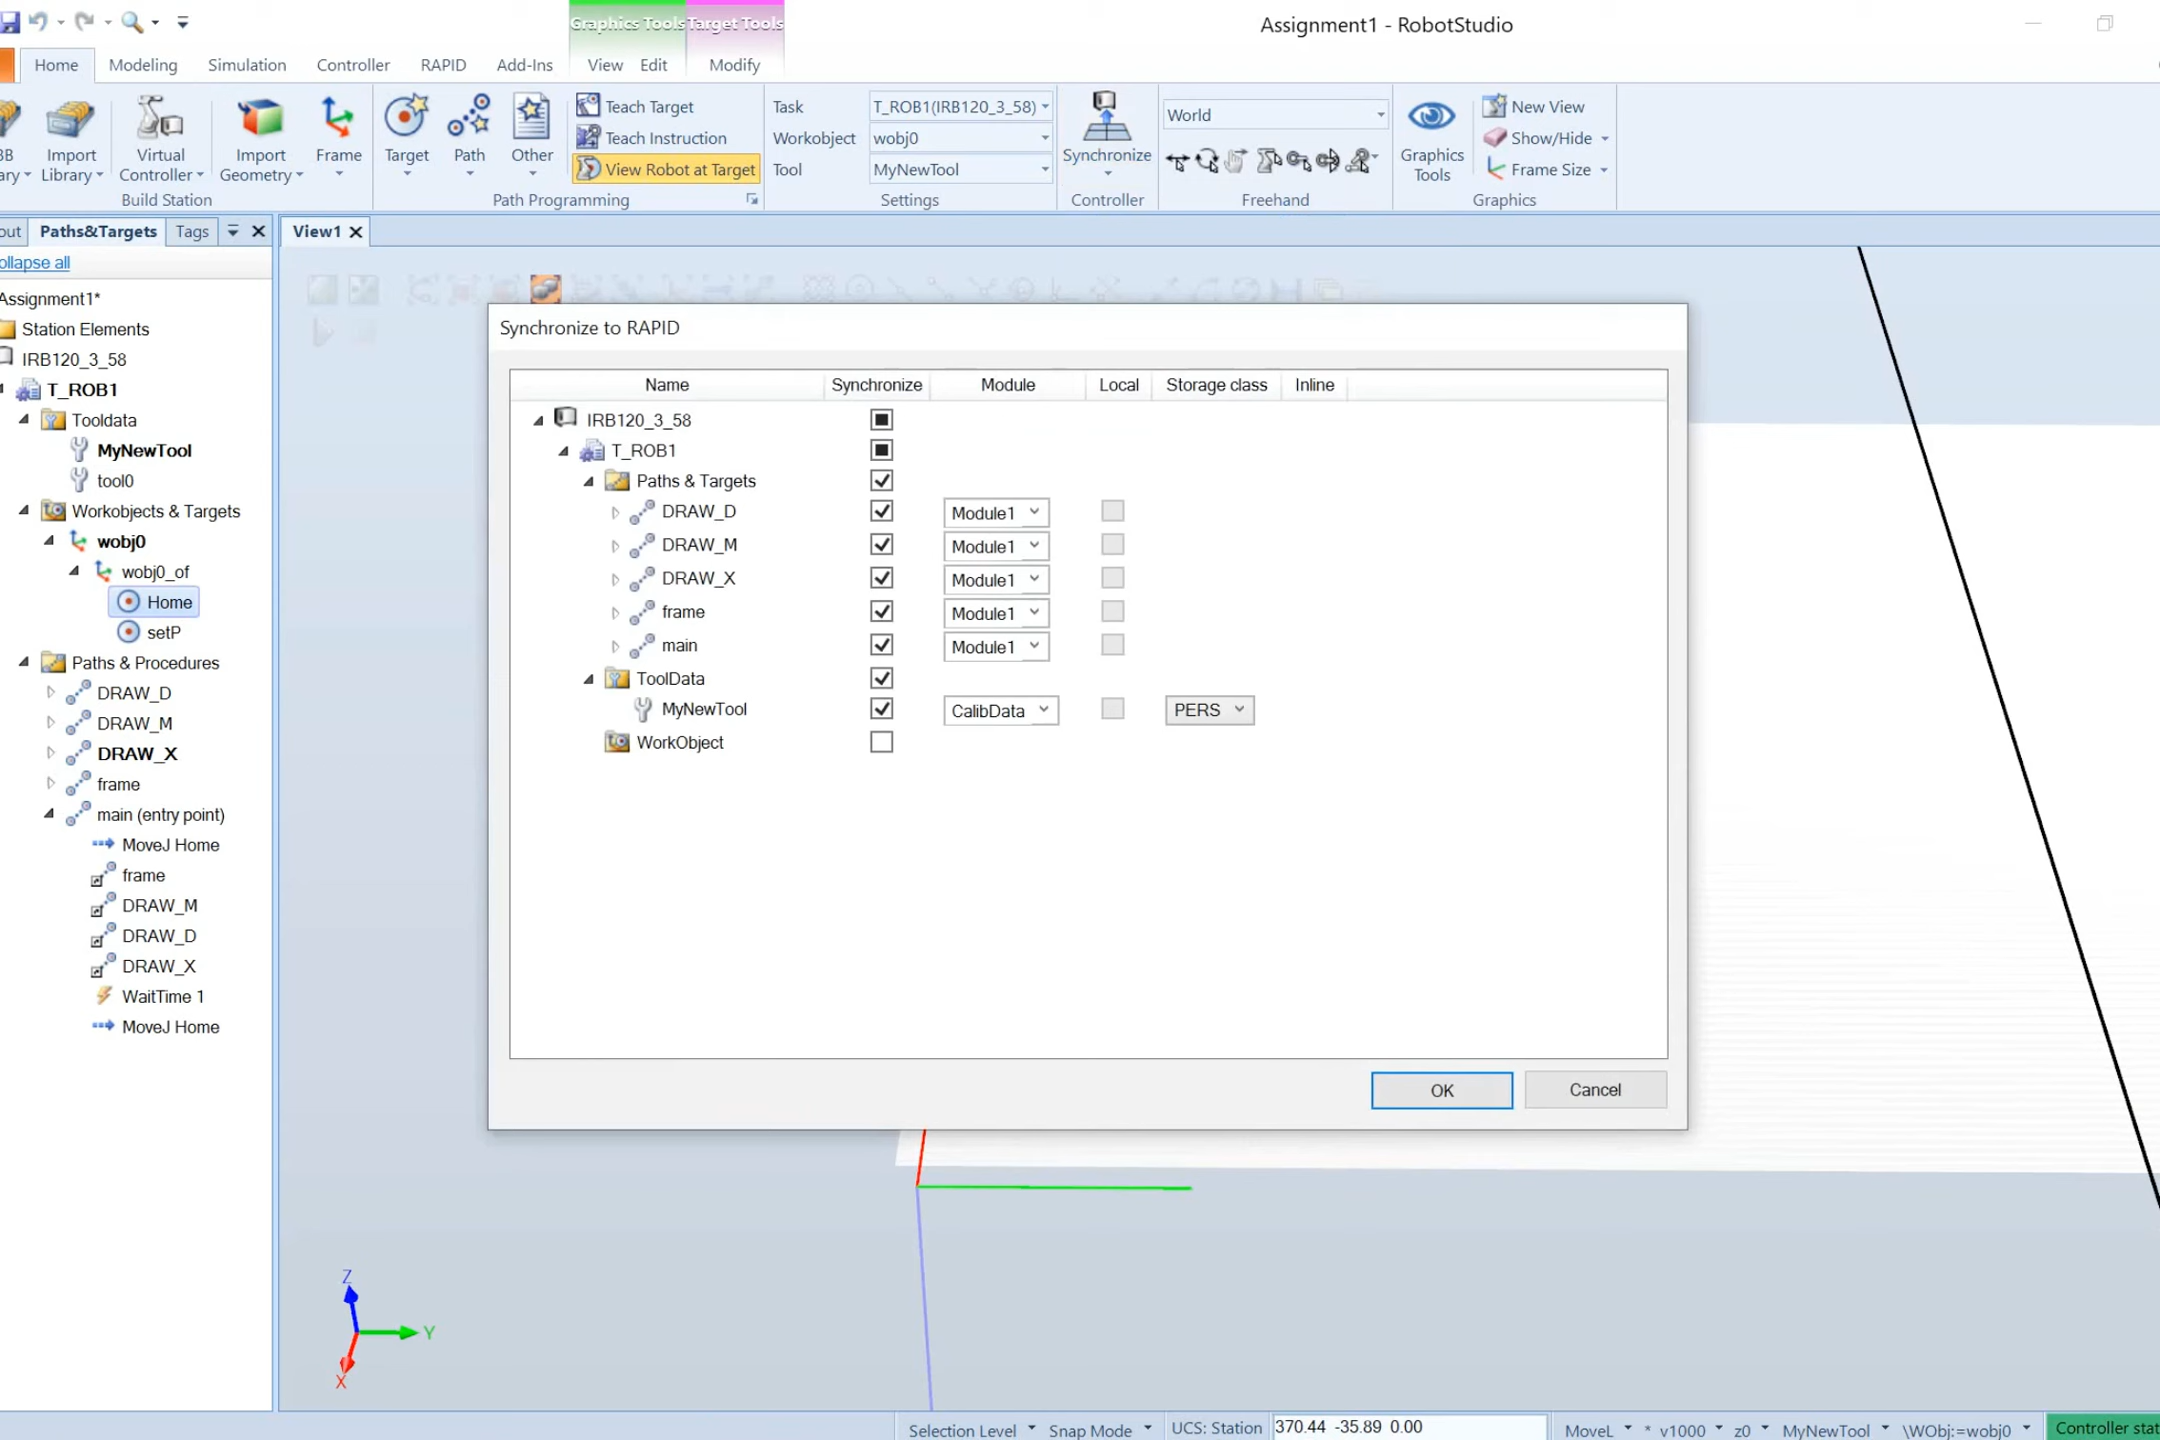 Graphics Tools Target Tools
Assignment1 - RobotStudio
Home Modeling Simulation Controller RAPID Add-Ins View Edit Modify
Import Library
Virtual Controller
Import Geometry
Frame
Build Station
Target
Path
Other
Teach Target
Teach Instruction
View Robot at Target
Path Programming
Task T_ROB1(IRB120_3_58)
Workobject wobj0
Tool MyNewTool
Settings
Synchronize
Controller
World
Freehand
Graphics Tools
New View
Show/Hide
Frame Size
Graphics
out Paths&Targets Tags
View1
ollapse all
Assignment1*
Station Elements
IRB120_3_58
T_ROB1
Tooldata
MyNewTool
tool0
Workobjects & Targets
wobj0
wobj0_of
Home
setP
Paths & Procedures
DRAW_D
DRAW_M
DRAW_X
frame
main (entry point)
MoveJ Home
frame
DRAW_M
DRAW_D
DRAW_X
WaitTime 1
MoveJ Home
Synchronize to RAPID
Name Synchronize Module Local Storage class Inline
IRB120_3_58
T_ROB1
Paths & Targets
DRAW_D Module1
DRAW_M Module1
DRAW_X Module1
frame Module1
main Module1
ToolData
MyNewTool CalibData PERS
WorkObject
OK Cancel
Z
Y
X
Selection Level Snap Mode UCS: Station 370.44 -35.89 0.00 MoveL * v1000 z0 MyNewTool \WObj:=wobj0 Controller stat